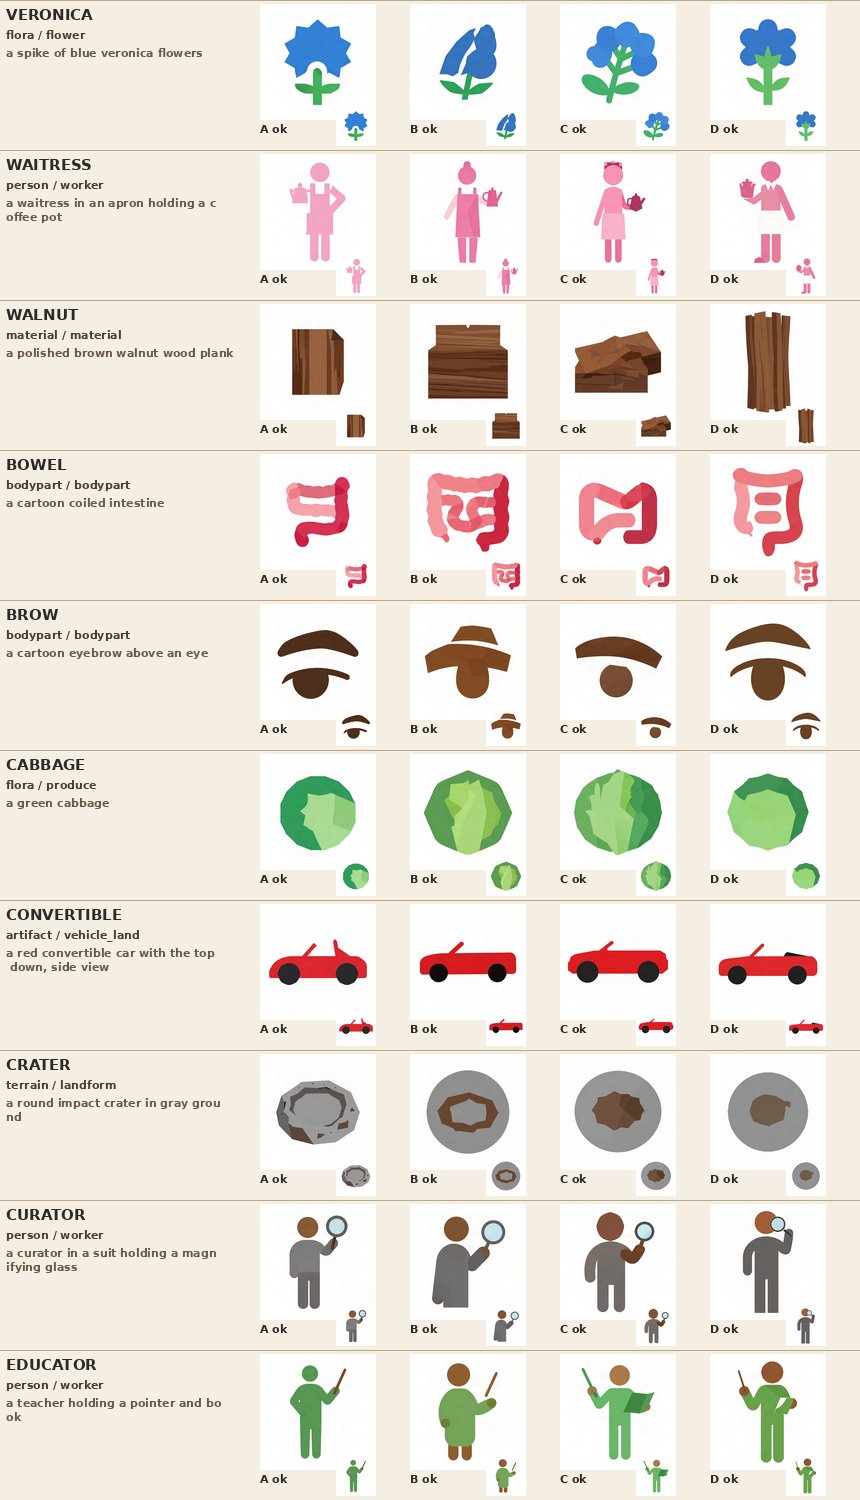 VERONICA
flora / flower
a spike of blue veronica flowers
A ok
B ok
C ok
D ok
WAITRESS
person / worker
a waitress in an apron holding a c
offee pot
A ok
B ok
C ok
D ok
WALNUT
material / material
a polished brown walnut wood plank
A ok
B ok
C ok
D ok
BOWEL
bodypart / bodypart
a cartoon coiled intestine
A ok
B ok
C ok
D ok
BROW
bodypart / bodypart
a cartoon eyebrow above an eye
A ok
B ok
C ok
D ok
CABBAGE
flora / produce
a green cabbage
A ok
B ok
C ok
D ok
CONVERTIBLE
artifact / vehicle_land
a red convertible car with the top
down, side view
A ok
B ok
C ok
D ok
CRATER
terrain / landform
a round impact crater in gray grou
nd
A ok
B ok
C ok
D ok
CURATOR
person / worker
a curator in a suit holding a magn
ifying glass
A ok
B ok
C ok
D ok
EDUCATOR
person / worker
a teacher holding a pointer and bo
ok
A ok
B ok
C ok
D ok